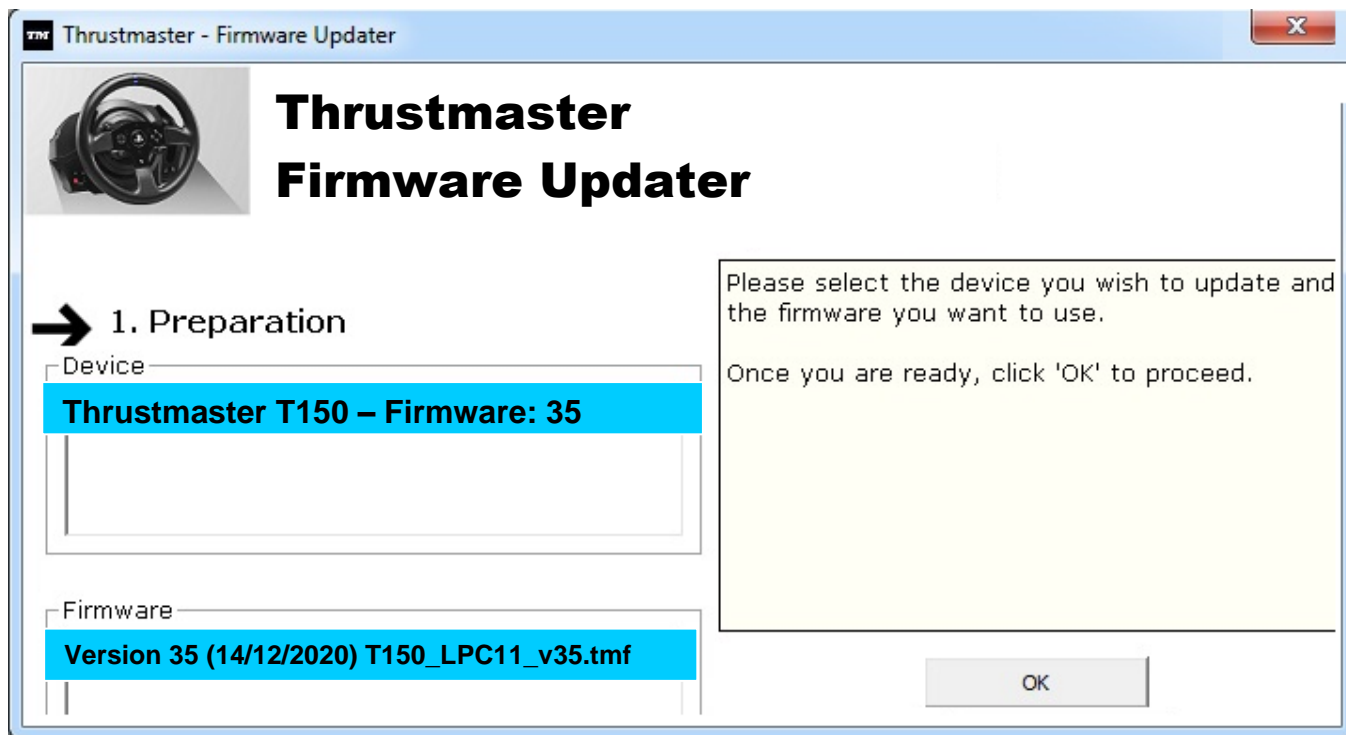 Thrustmaster - Firmware Updater
X
Thrustmaster
Firmware Updater
1. Preparation
Device
Thrustmaster T150 – Firmware: 35
Firmware
Version 35 (14/12/2020) T150_LPC11_v35.tmf
Please select the device you wish to update and
the firmware you want to use.
Once you are ready, click 'OK' to proceed.
OK